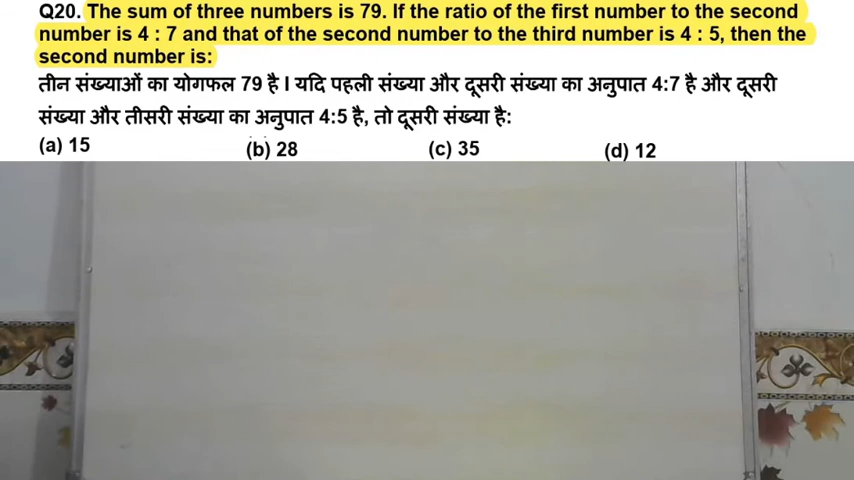 Q20. The sum of three numbers is 79. If the ratio of the first number to the second
number is 4 : 7 and that of the second number to the third number is 4 : 5, then the
second number is:
तीन संख्याओं का योगफल 79 है I यदि पहली संख्या और दूसरी संख्या का अनुपात 4:7 है और दूसरी
संख्या और तीसरी संख्या का अनुपात 4:5 है, तो दूसरी संख्या है:
(a) 15 (b) 28 (c) 35 (d) 12